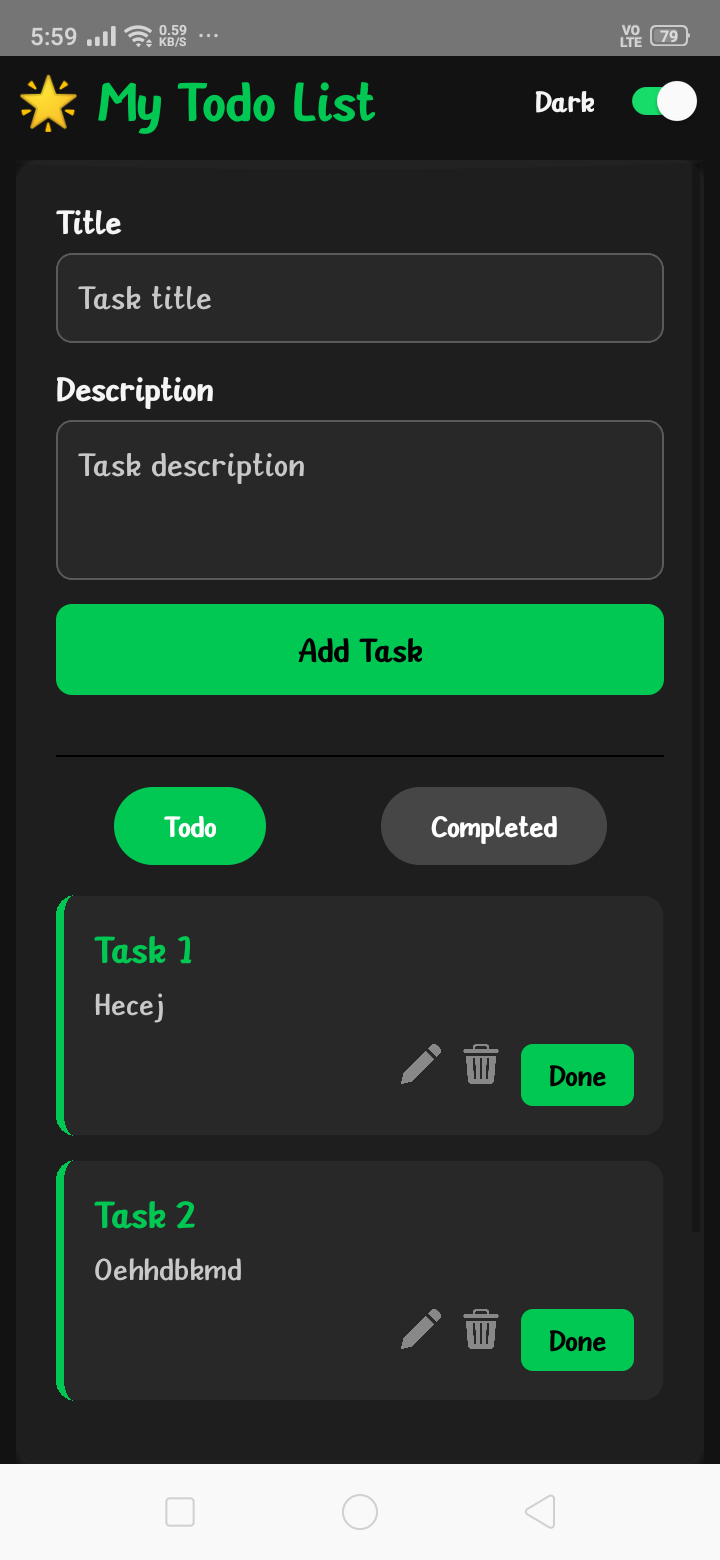 5:59 0.59 KB/S ... VO LTE 79
My Todo List Dark
Title
Task title
Description
Task description
Add Task
Todo Completed
Task 1
Hecej
Done
Task 2
Oehhdbkmd
Done